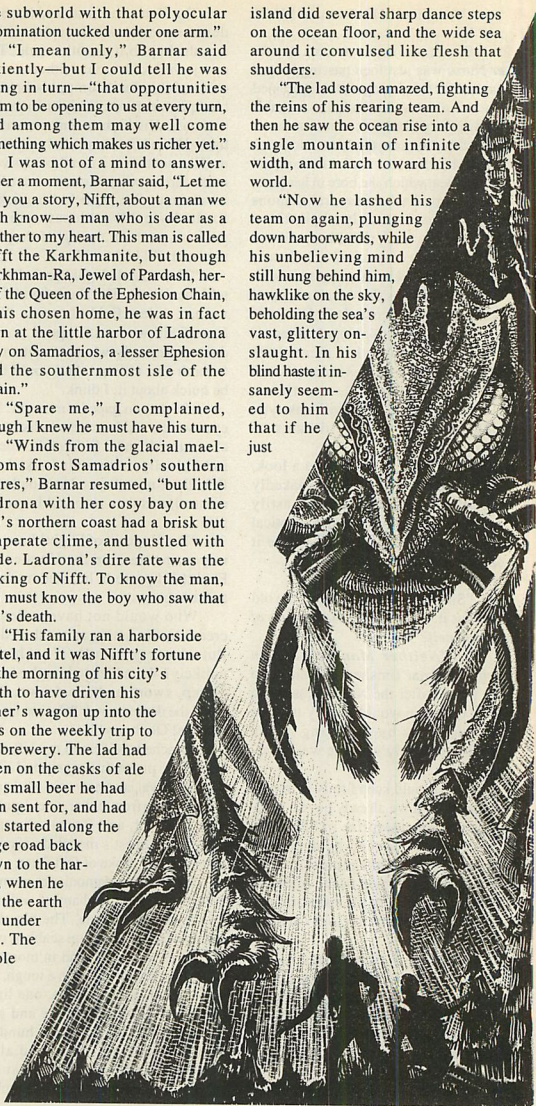 subworld with that polyocular
omination tucked under one arm."
"I mean only," Barnar said
iently—but I could tell he was
ng in turn—"that opportunities
m to be opening to us at every turn,
d among them may well come
mething which makes us richer yet."
I was not of a mind to answer.
er a moment, Barnar said, "Let me
you a story, Nifft, about a man we
h know—a man who is dear as a
ther to my heart. This man is called
fft the Karkhmanite, but though
rkhman-Ra, Jewel of Pardash, her-
f the Queen of the Ephesion Chain,
his chosen home, he was in fact
n at the little harbor of Ladrona
y on Samadrios, a lesser Ephesion
d the southernmost isle of the
ain."
"Spare me," I complained,
ugh I knew he must have his turn.
"Winds from the glacial mael-
oms frost Samadrios' southern
res," Barnar resumed, "but little
drona with her cosy bay on the
's northern coast had a brisk but
perate clime, and bustled with
de. Ladrona's dire fate was the
king of Nifft. To know the man,
must know the boy who saw that
's death.
"His family ran a harborside
tel, and it was Nifft's fortune
the morning of his city's
th to have driven his
her's wagon up into the
s on the weekly trip to
brewery. The lad had
en on the casks of ale
small beer he had
n sent for, and had
started along the
ge road back
wn to the har-
when he
the earth
under
. The
ole
island did several sharp dance steps
on the ocean floor, and the wide sea
around it convulsed like flesh that
shudders.
"The lad stood amazed, fighting
the reins of his rearing team. And
then he saw the ocean rise into a
single mountain of infinite
width, and march toward his
world.
"Now he lashed his
team on again, plunging
down harborwards, while
his unbelieving mind
still hung behind him,
hawklike on the sky,
beholding the sea's
vast, glittery on-
slaught. In his
blind haste it in-
sanely seem-
ed to him
that if he
just